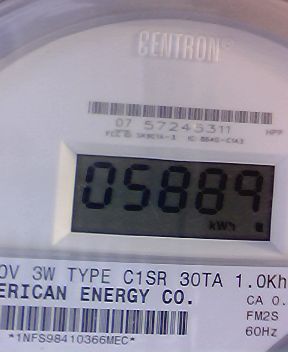 CENTRON®
07 57245311
05889
kWh
0V 3W TYPE C1SR 30TA 1.0Kh
ERICAN ENERGY CO.
CA 0.
FM2S
*1NFS98410366MEC*
60Hz